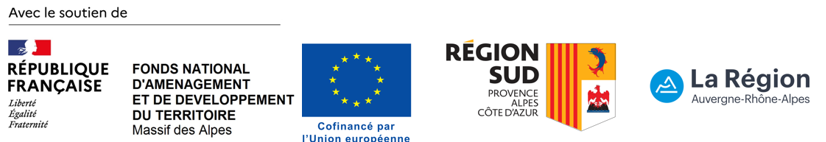 Avec le soutien de
RÉPUBLIQUE
FRANÇAISE
Liberté
Égalité
Fraternité
FONDS NATIONAL
D'AMENAGEMENT
ET DE DEVELOPPEMENT
DU TERRITOIRE
Massif des Alpes
Cofinancé par
l'Union européenne
RÉGION
SUD
PROVENCE
ALPES
CÔTE D'AZUR
La Région
Auvergne-Rhône-Alpes